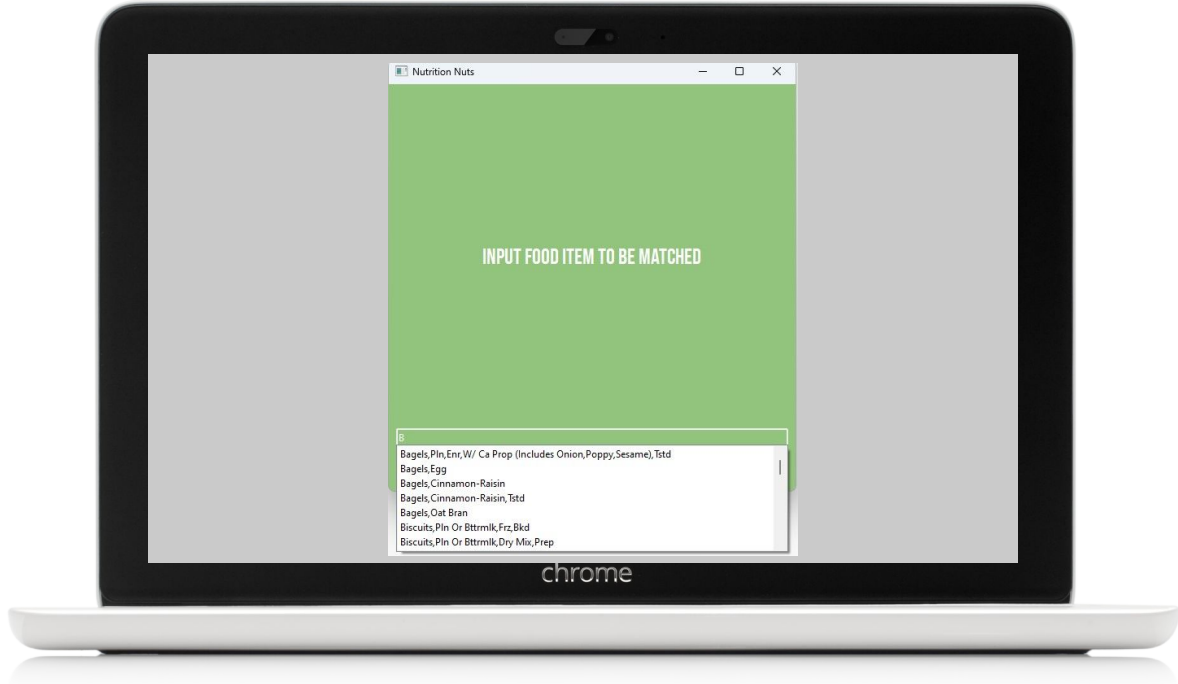 Nutrition Nuts
INPUT FOOD ITEM TO BE MATCHED
B
Bagels,Pln,Enr,W/ Ca Prop (Includes Onion,Poppy,Sesame),Tstd
Bagels,Egg
Bagels,Cinnamon-Raisin
Bagels,Cinnamon-Raisin,Tstd
Bagels,Oat Bran
Biscuits,Pln Or Bttrmlk,Frz,Bkd
Biscuits,Pln Or Bttrmlk,Dry Mix,Prep
chrome